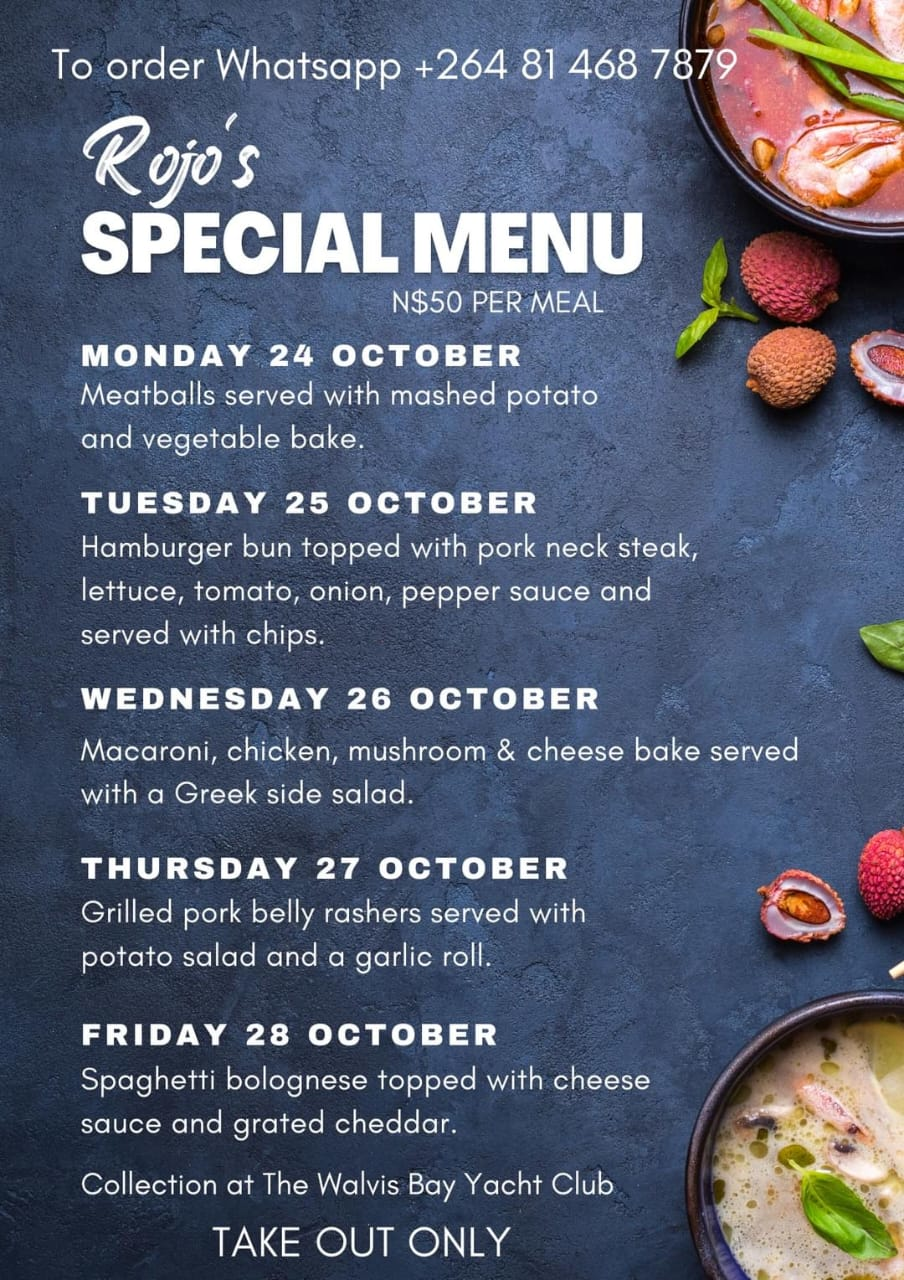 To order Whatsapp +264 81 468 7879
Rojo's
SPECIAL MENU
N$50 PER MEAL
MONDAY 24 OCTOBER
Meatballs served with mashed potato
and vegetable bake.
TUESDAY 25 OCTOBER
Hamburger bun topped with pork neck steak,
lettuce, tomato, onion, pepper sauce and
served with chips.
WEDNESDAY 26 OCTOBER
Macaroni, chicken, mushroom & cheese bake served
with a Greek side salad.
THURSDAY 27 OCTOBER
Grilled pork belly rashers served with
potato salad and a garlic roll.
FRIDAY 28 OCTOBER
Spaghetti bolognese topped with cheese
sauce and grated cheddar.
Collection at The Walvis Bay Yacht Club
TAKE OUT ONLY